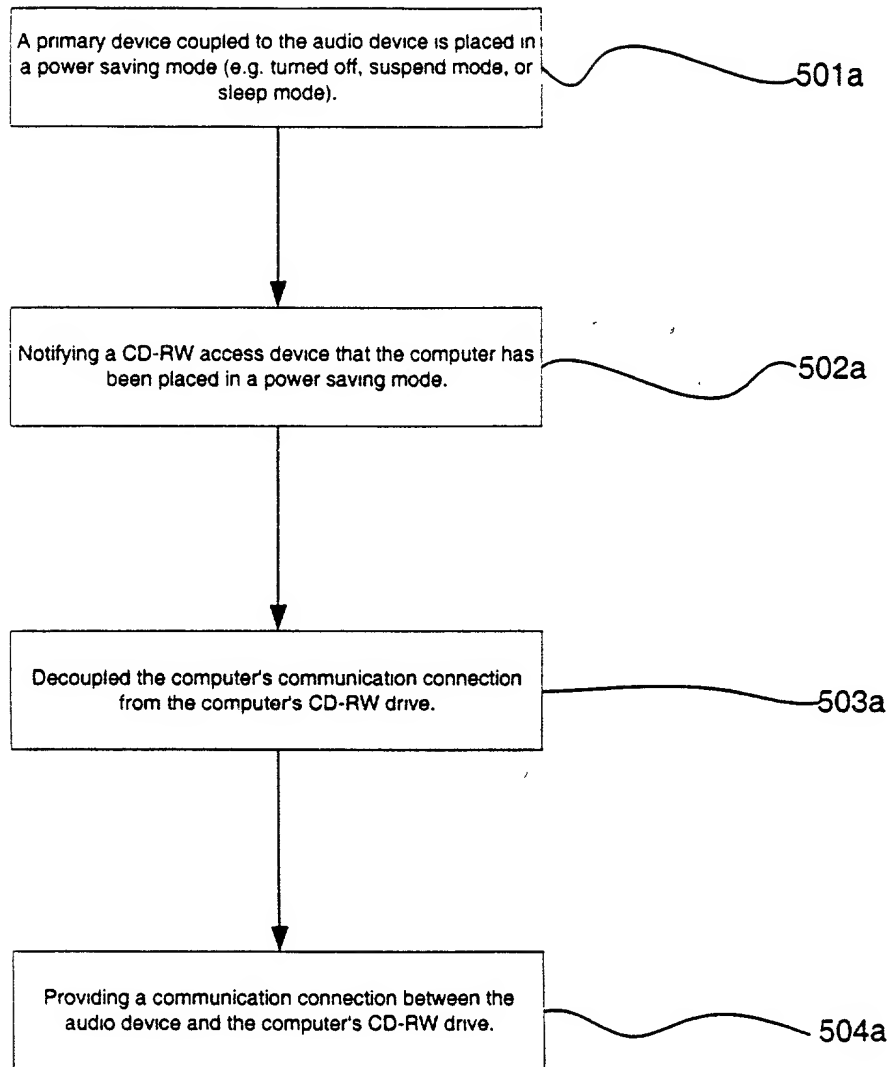 A primary device coupled to the audio device is placed in
a power saving mode (e.g. turned off, suspend mode, or
sleep mode).
501a
Notifying a CD-RW access device that the computer has
been placed in a power saving mode.
502a
Decoupled the computer's communication connection
from the computer's CD-RW drive.
503a
Providing a communication connection between the
audio device and the computer's CD-RW drive.
504a